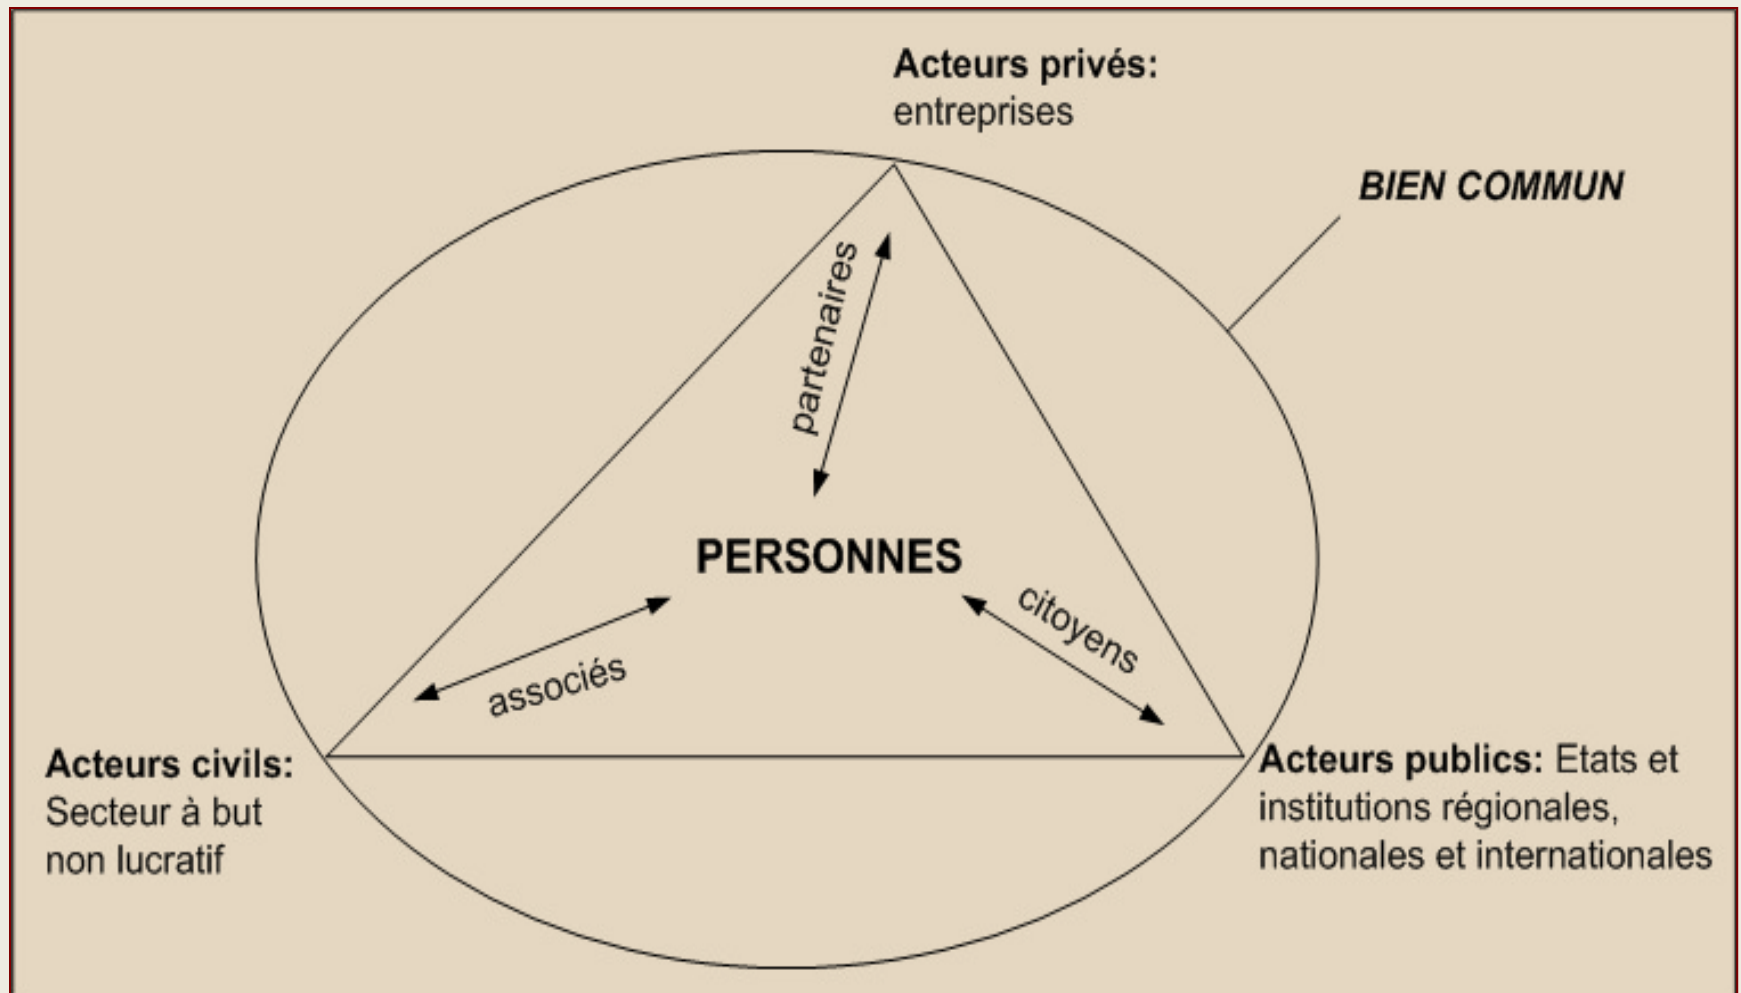 Acteurs privés:
entreprises
BIEN COMMUN
partenaires
PERSONNES
citoyens
associés
Acteurs civils:
Secteur à but
non lucratif
Acteurs publics: Etats et
institutions régionales,
nationales et internationales